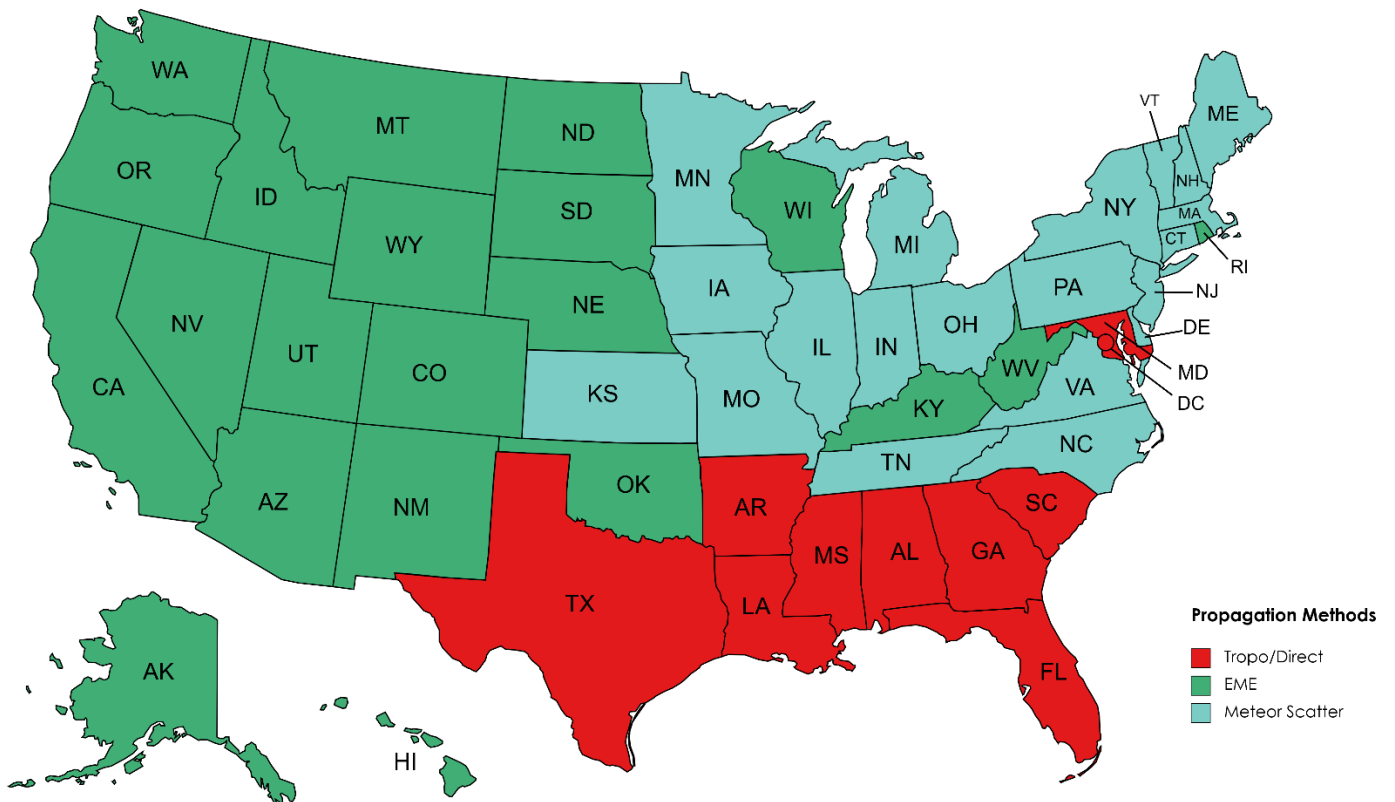 WA
OR
CA
NV
ID
MT
WY
UT
CO
AZ
NM
ND
SD
NE
KS
OK
TX
MN
IA
MO
AR
LA
WI
IL
MI
IN
OH
KY
TN
MS
AL
GA
FL
SC
NC
VA
WV
PA
NY
VT
NH
ME
MA
CT
RI
NJ
DE
MD
DC
AK
HI
Propagation Methods
Tropo/Direct
EME
Meteor Scatter